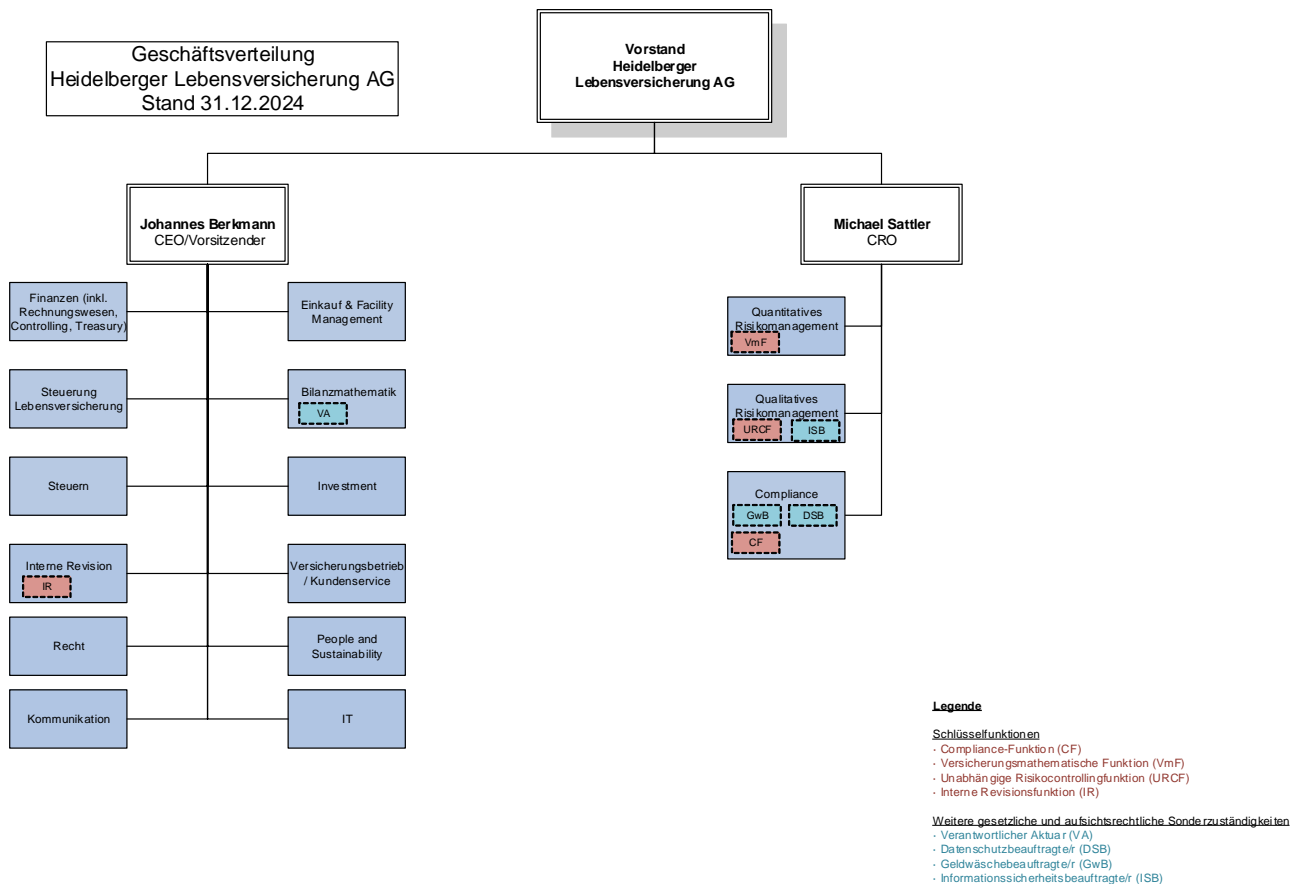 Geschäftsverteilung
Heidelberger Lebensversicherung AG
Stand 31.12.2024
Vorstand
Heidelberger
Lebensversicherung AG
Johannes Berkmann
CEO/Vorsitzender
Michael Sattler
CRO
Finanzen (inkl.
Rechnungswesen,
Controlling, Treasury)
Einkauf & Facility
Management
Steuerung
Lebensversicherung
Bilanzmathematik
VA
Steuern
Investment
Interne Revision
IR
Versicherungsbetrieb
/ Kundenservice
Recht
People and
Sustainability
Kommunikation
IT
Quantitatives
Risikomanagement
VmF
Qualitatives
Risikomanagement
URCF
ISB
Compliance
GwB
DSB
CF
Legende
Schlüsselfunktionen
· Compliance-Funktion (CF)
· Versicherungsmathematische Funktion (VmF)
· Unabhängige Risikocontrollingfunktion (URCF)
· Interne Revisionsfunktion (IR)
Weitere gesetzliche und aufsichtsrechtliche Sonderzuständigkeiten
· Verantwortlicher Aktuar (VA)
· Datenschutzbeauftragte/r (DSB)
· Geldwäschebeauftragte/r (GwB)
· Informationssicherheitsbeauftragte/r (ISB)